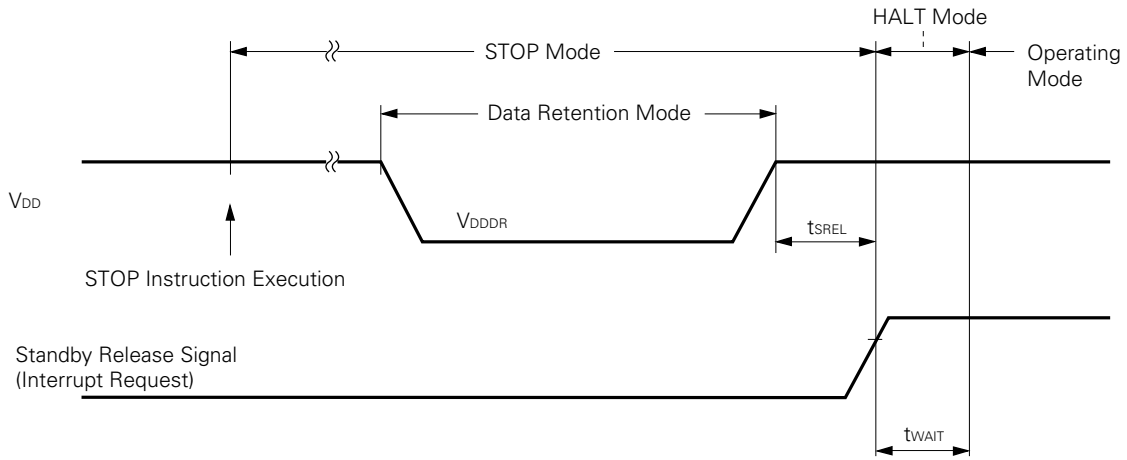 HALT Mode
STOP Mode
Operating
Mode
Data Retention Mode
VDD
VDDDR
tSREL
STOP Instruction Execution
Standby Release Signal
(Interrupt Request)
tWAIT